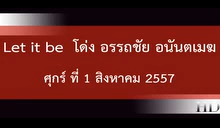 Let it be โด่ง อรรถชัย อนันตเมฆ
ศุกร์ ที่ 1 สิงหาคม 2557
HD